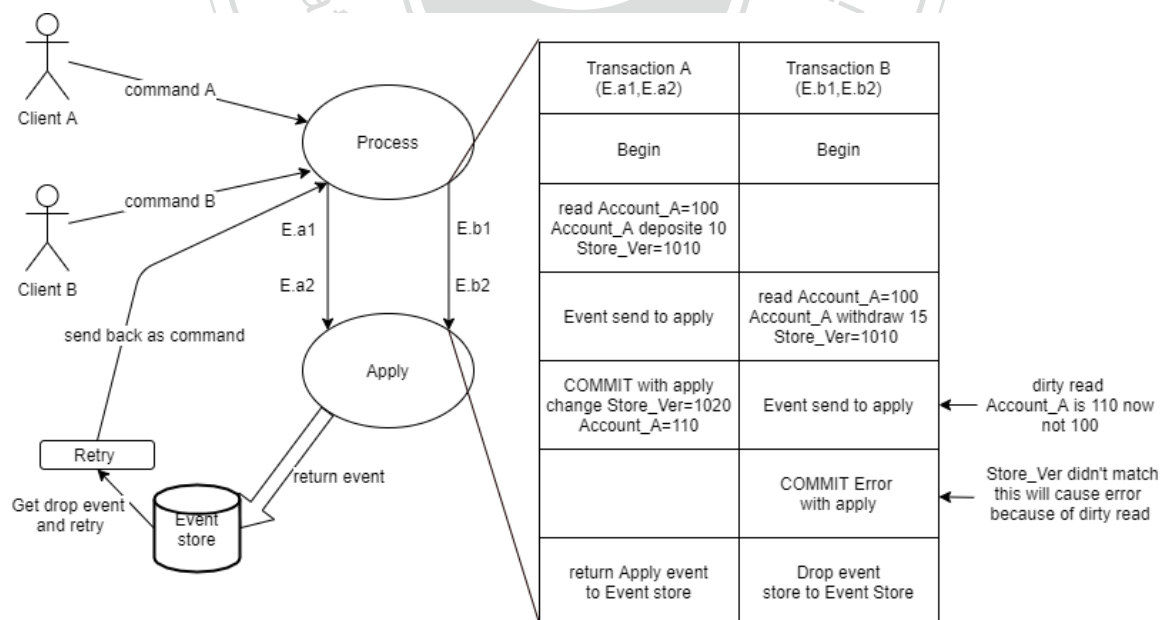 Client A
command A
Process
Client B
command B
E.a1
E.b1
E.a2
E.b2
send back as command
Apply
Retry
return event
Get drop event
and retry
Event
store
Transaction A
(E.a1,E.a2)
Transaction B
(E.b1,E.b2)
Begin
Begin
read Account_A=100
Account_A deposite 10
Store_Ver=1010
Event send to apply
read Account_A=100
Account_A withdraw 15
Store_Ver=1010
COMMIT with apply
change Store_Ver=1020
Account_A=110
Event send to apply
dirty read
Account_A is 110 now
not 100
COMMIT Error
with apply
Store_Ver didn't match
this will cause error
because of dirty read
return Apply event
to Event store
Drop event
store to Event Store